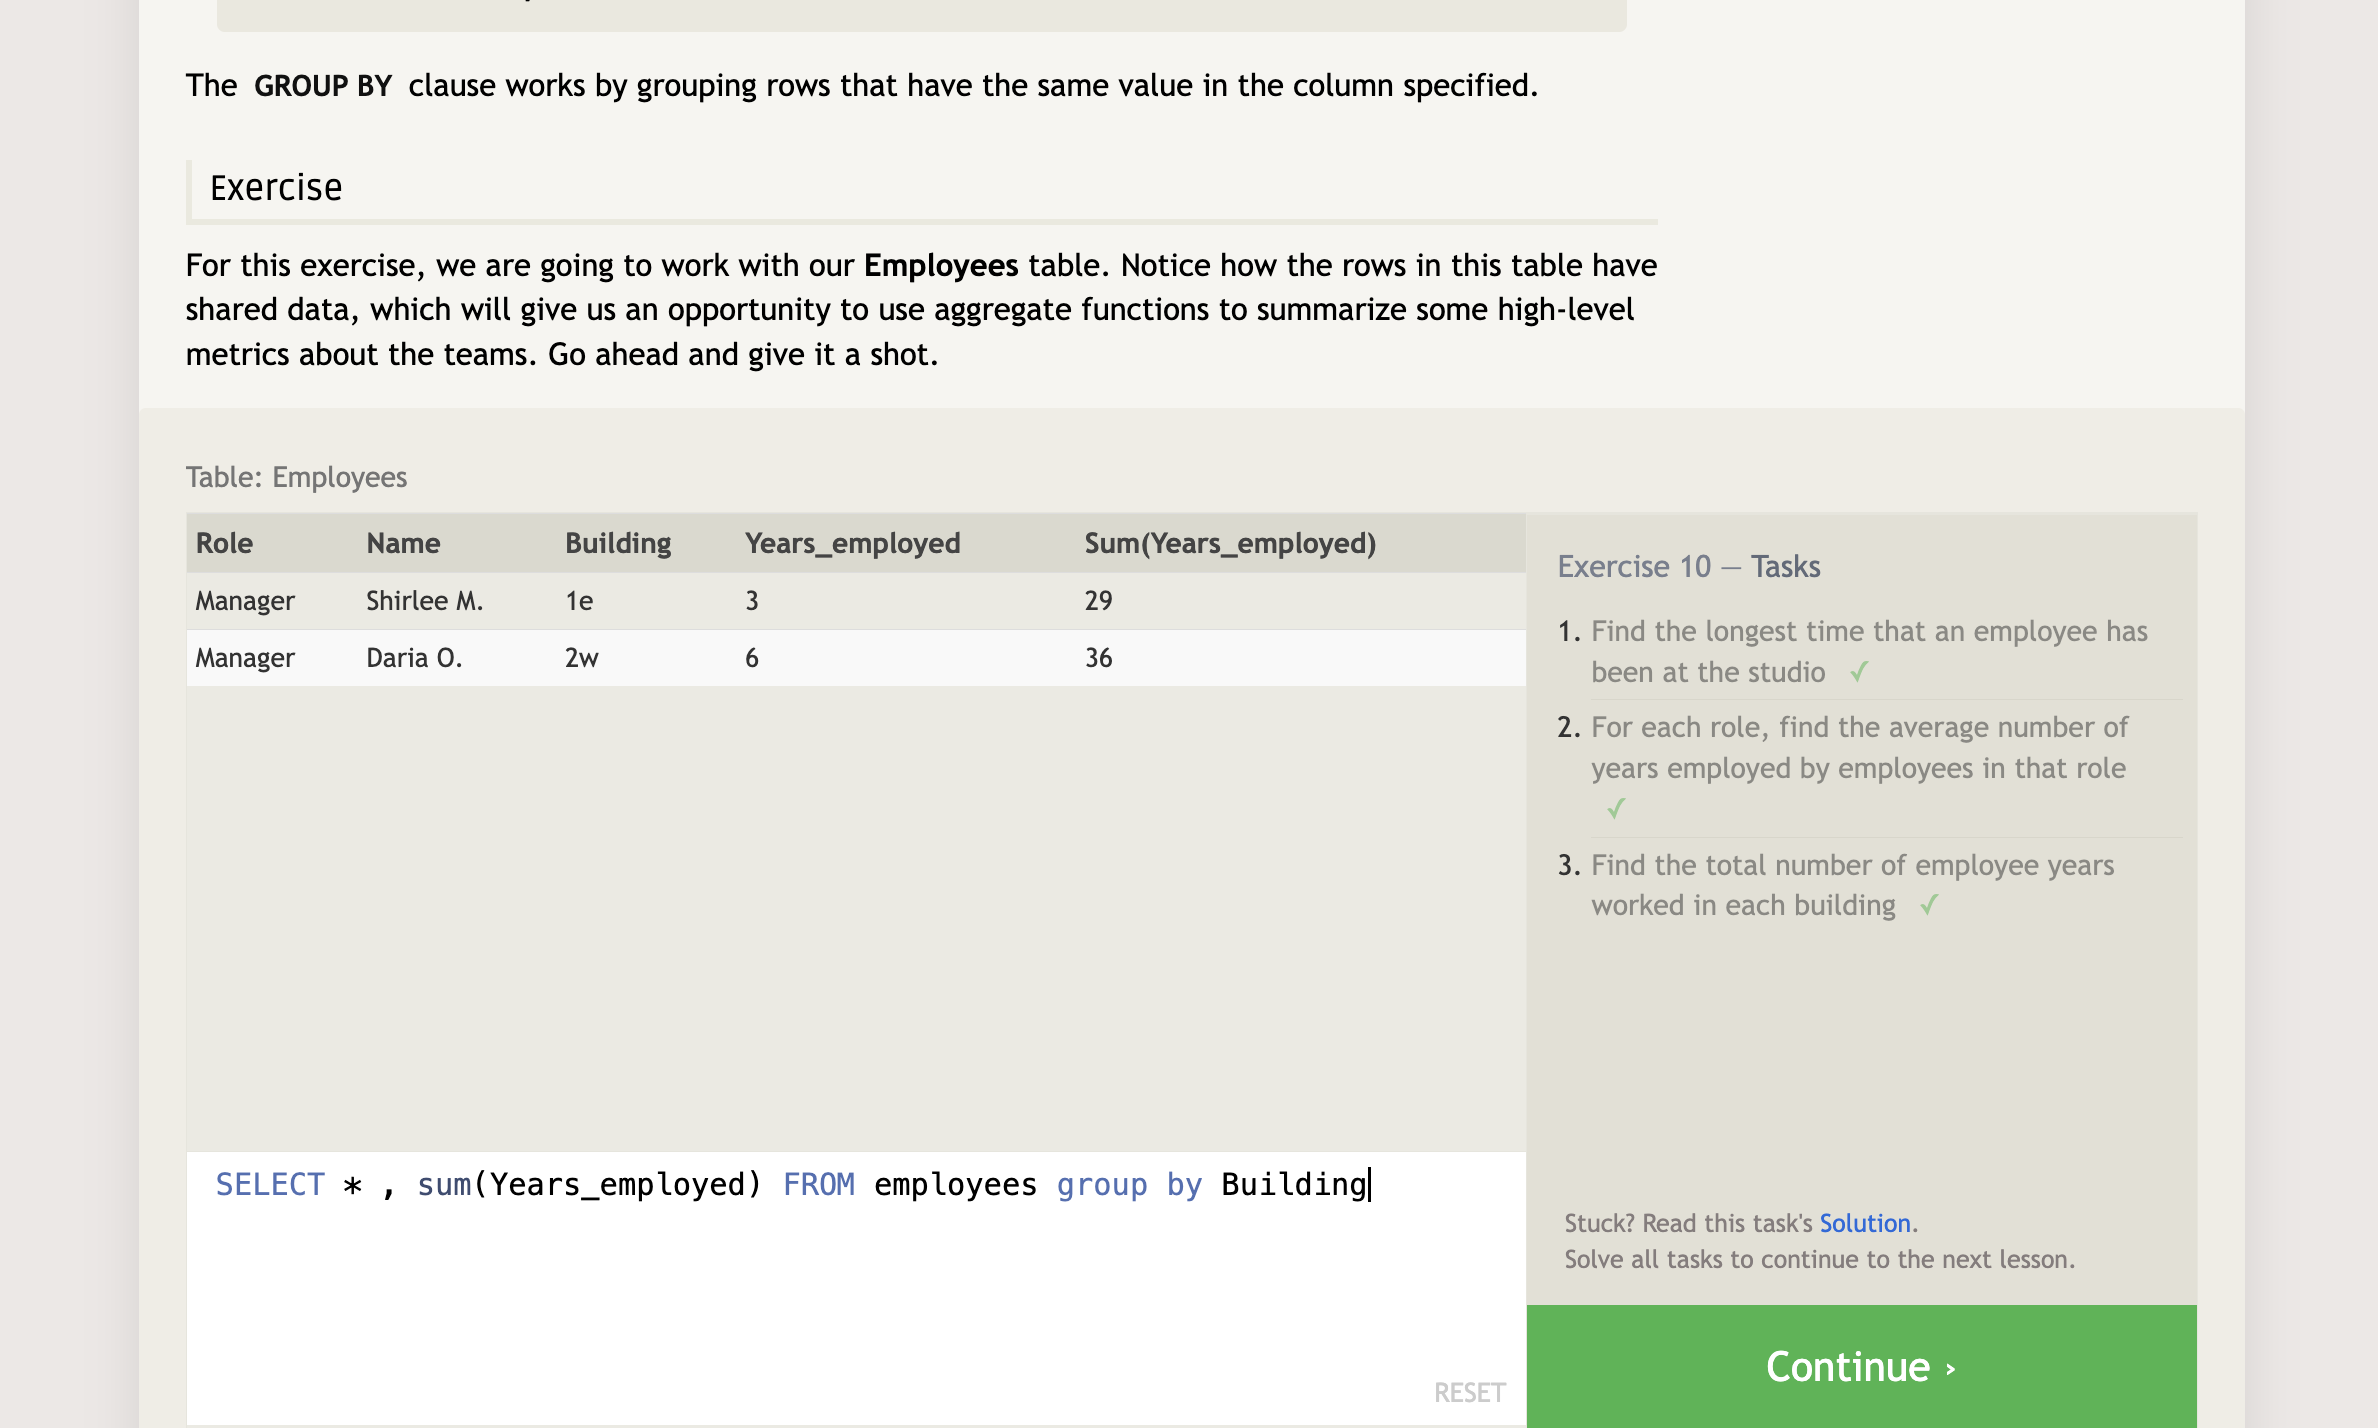 The GROUP BY clause works by grouping rows that have the same value in the column specified.
Exercise
For this exercise, we are going to work with our Employees table. Notice how the rows in this table have
shared data, which will give us an opportunity to use aggregate functions to summarize some high-level
metrics about the teams. Go ahead and give it a shot.
Table: Employees
Role Name Building Years_employed Sum(Years_employed)
Manager Shirlee M. 1e 3 29
Manager Daria O. 2w 6 36
Exercise 10 — Tasks
1. Find the longest time that an employee has
been at the studio ✓
2. For each role, find the average number of
years employed by employees in that role
✓
3. Find the total number of employee years
worked in each building ✓
SELECT * , sum(Years_employed) FROM employees group by Building
RESET
Stuck? Read this task's Solution.
Solve all tasks to continue to the next lesson.
Continue ›